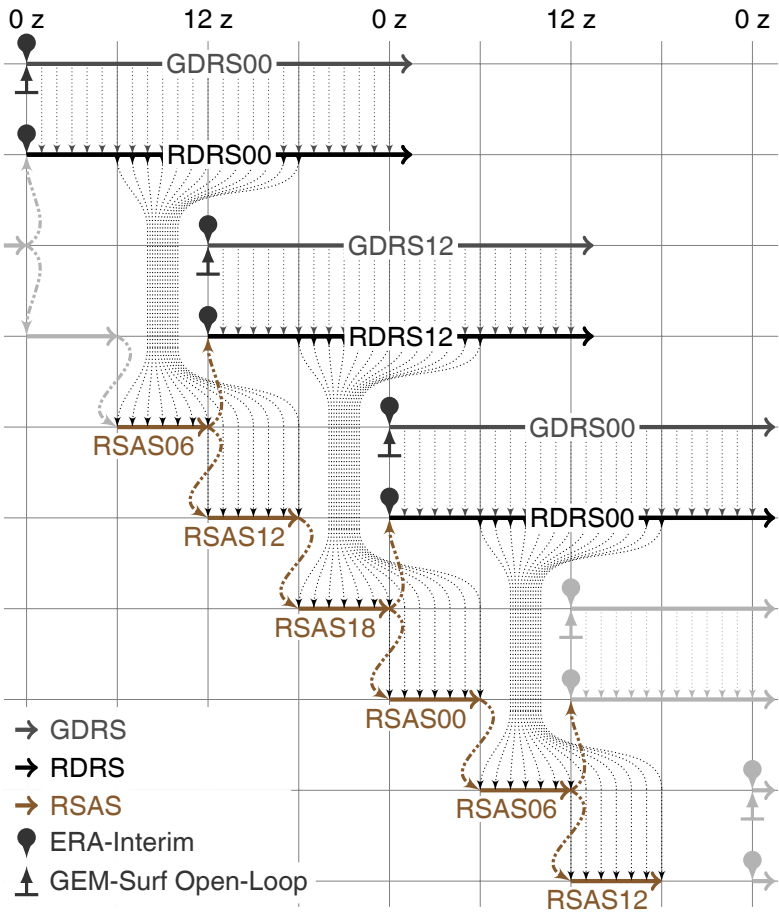 0 z 12 z 0 z 12 z 0 z
GDRS00
RDRS00
GDRS12
RDRS12
GDRS00
RSAS06
RDRS00
RSAS12
RSAS18
RSAS00
GDRS
RDRS
RSAS
RSAS06
ERA-Interim
GEM-Surf Open-Loop
RSAS12